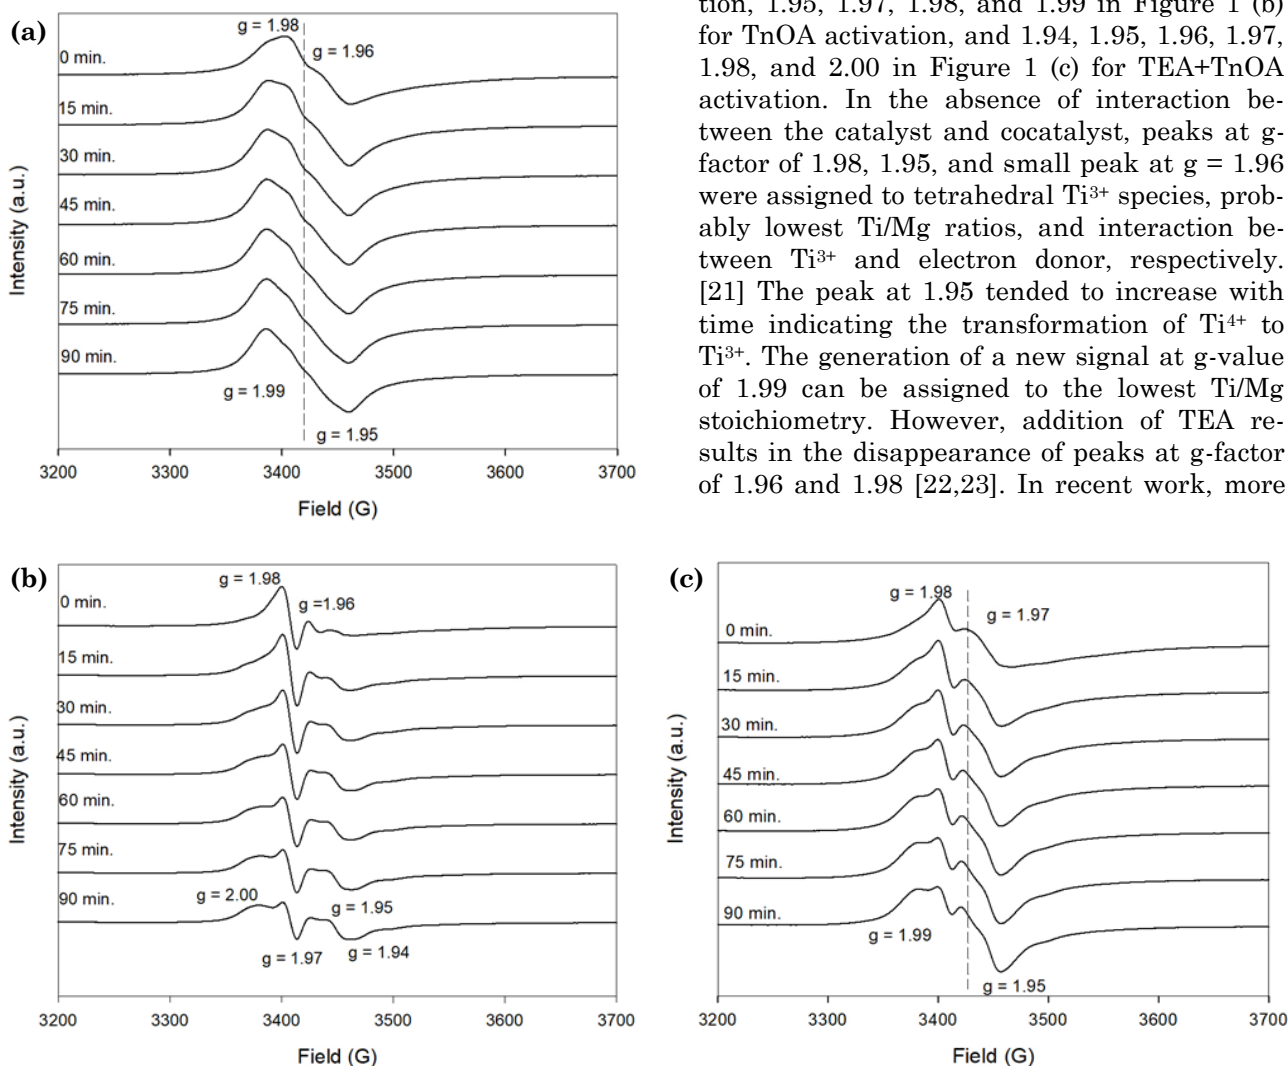 (a)
g = 1.98
g = 1.96
0 min.
15 min.
30 min.
45 min.
60 min.
75 min.
90 min.
g = 1.99
g = 1.95
Intensity (a.u.)
3200 3300 3400 3500 3600 3700
Field (G)
tion, 1.95, 1.97, 1.98, and 1.99 in Figure 1 (b)
for TnOA activation, and 1.94, 1.95, 1.96, 1.97,
1.98, and 2.00 in Figure 1 (c) for TEA+TnOA
activation. In the absence of interaction be-
tween the catalyst and cocatalyst, peaks at g-
factor of 1.98, 1.95, and small peak at g = 1.96
were assigned to tetrahedral Ti³⁺ species, prob-
ably lowest Ti/Mg ratios, and interaction be-
tween Ti³⁺ and electron donor, respectively.
[21] The peak at 1.95 tended to increase with
time indicating the transformation of Ti⁴⁺ to
Ti³⁺. The generation of a new signal at g-value
of 1.99 can be assigned to the lowest Ti/Mg
stoichiometry. However, addition of TEA re-
sults in the disappearance of peaks at g-factor
of 1.96 and 1.98 [22,23]. In recent work, more
(b)
g = 1.98
g =1.96
0 min.
15 min.
30 min.
45 min.
60 min.
75 min.
90 min.
g = 2.00
g = 1.95
g = 1.97
g = 1.94
Intensity (a.u.)
3200 3300 3400 3500 3600 3700
Field (G)
(c)
g = 1.98
g = 1.97
0 min.
15 min.
30 min.
45 min.
60 min.
75 min.
90 min.
g = 1.99
g = 1.95
Intensity (a.u.)
3200 3300 3400 3500 3600 3700
Field (G)